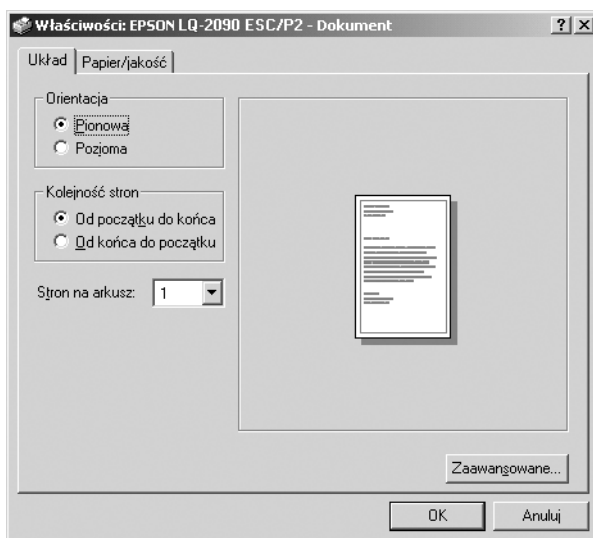 Właściwości: EPSON LQ-2090 ESC/P2 - Dokument
Układ Papier/jakość
Orientacja
Pionowa
Pozioma
Kolejność stron
Od początku do końca
Od końca do początku
Stron na arkusz: 1
Zaawansowane...
OK Anuluj